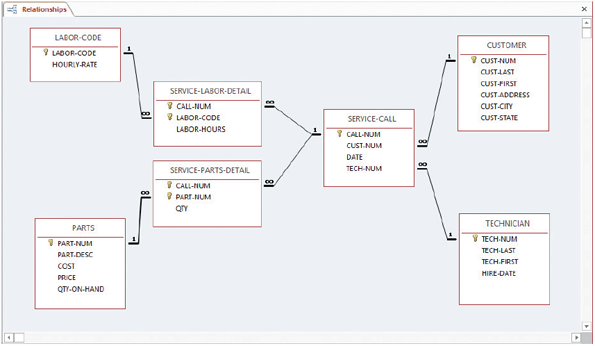 Relationships
LABOR-CODE
LABOR-CODE
HOURLY-RATE
1
∞
SERVICE-LABOR-DETAIL
CALL-NUM
LABOR-CODE
LABOR-HOURS
∞
SERVICE-PARTS-DETAIL
CALL-NUM
PART-NUM
QTY
∞
∞
PARTS
PART-NUM
PART-DESC
COST
PRICE
QTY-ON-HAND
1
1
SERVICE-CALL
CALL-NUM
CUST-NUM
DATE
TECH-NUM
∞
∞
CUSTOMER
CUST-NUM
CUST-LAST
CUST-FIRST
CUST-ADDRESS
CUST-CITY
CUST-STATE
1
TECHNICIAN
TECH-NUM
TECH-LAST
TECH-FIRST
HIRE-DATE
1